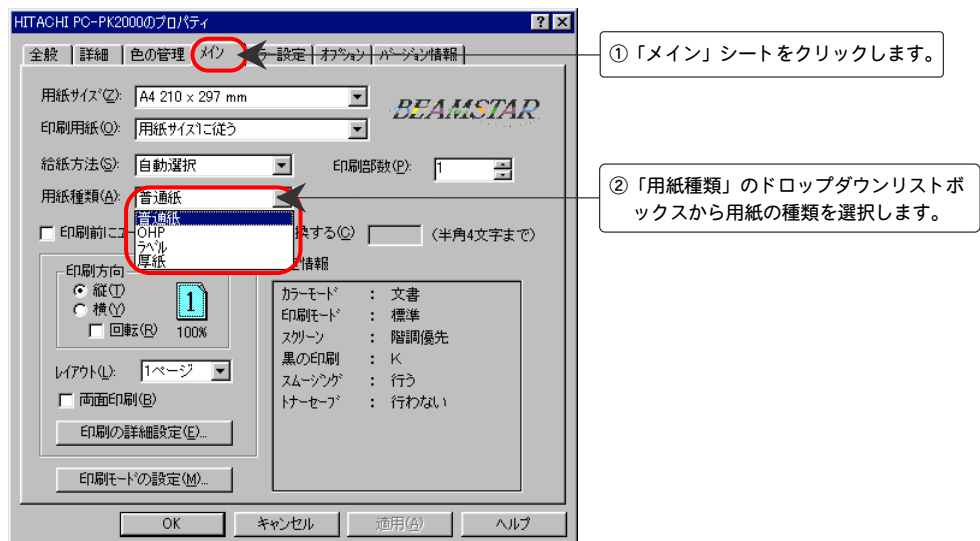 HITACHI PC-PK2000のプロパティ
全般 詳細 色の管理 メイン ラー設定 オプション バージョン情報
①「メイン」シートをクリックします。
用紙サイズ(Z): A4 210 x 297 mm
BEAMSTAR
印刷用紙(O): 用紙サイズに従う
給紙方法(S): 自動選択 印刷部数(P): 1
用紙種類(A): 普通紙
②「用紙種類」のドロップダウンリストボ
ックスから用紙の種類を選択します。
普通紙
印刷前にユ OHP 換する(C) (半角4文字まで)
ラベル
厚紙
印刷方向 情報
縦(T)
横(Y)
回転(R) 100%
1
カラーモード : 文書
印刷モード : 標準
スクリーン : 階調優先
黒の印刷 : K
スムージング : 行う
トナーセーブ : 行わない
レイアウト(L): 1ページ
両面印刷(B)
印刷の詳細設定(E)...
印刷モードの設定(M)...
OK キャンセル 適用(A) ヘルプ